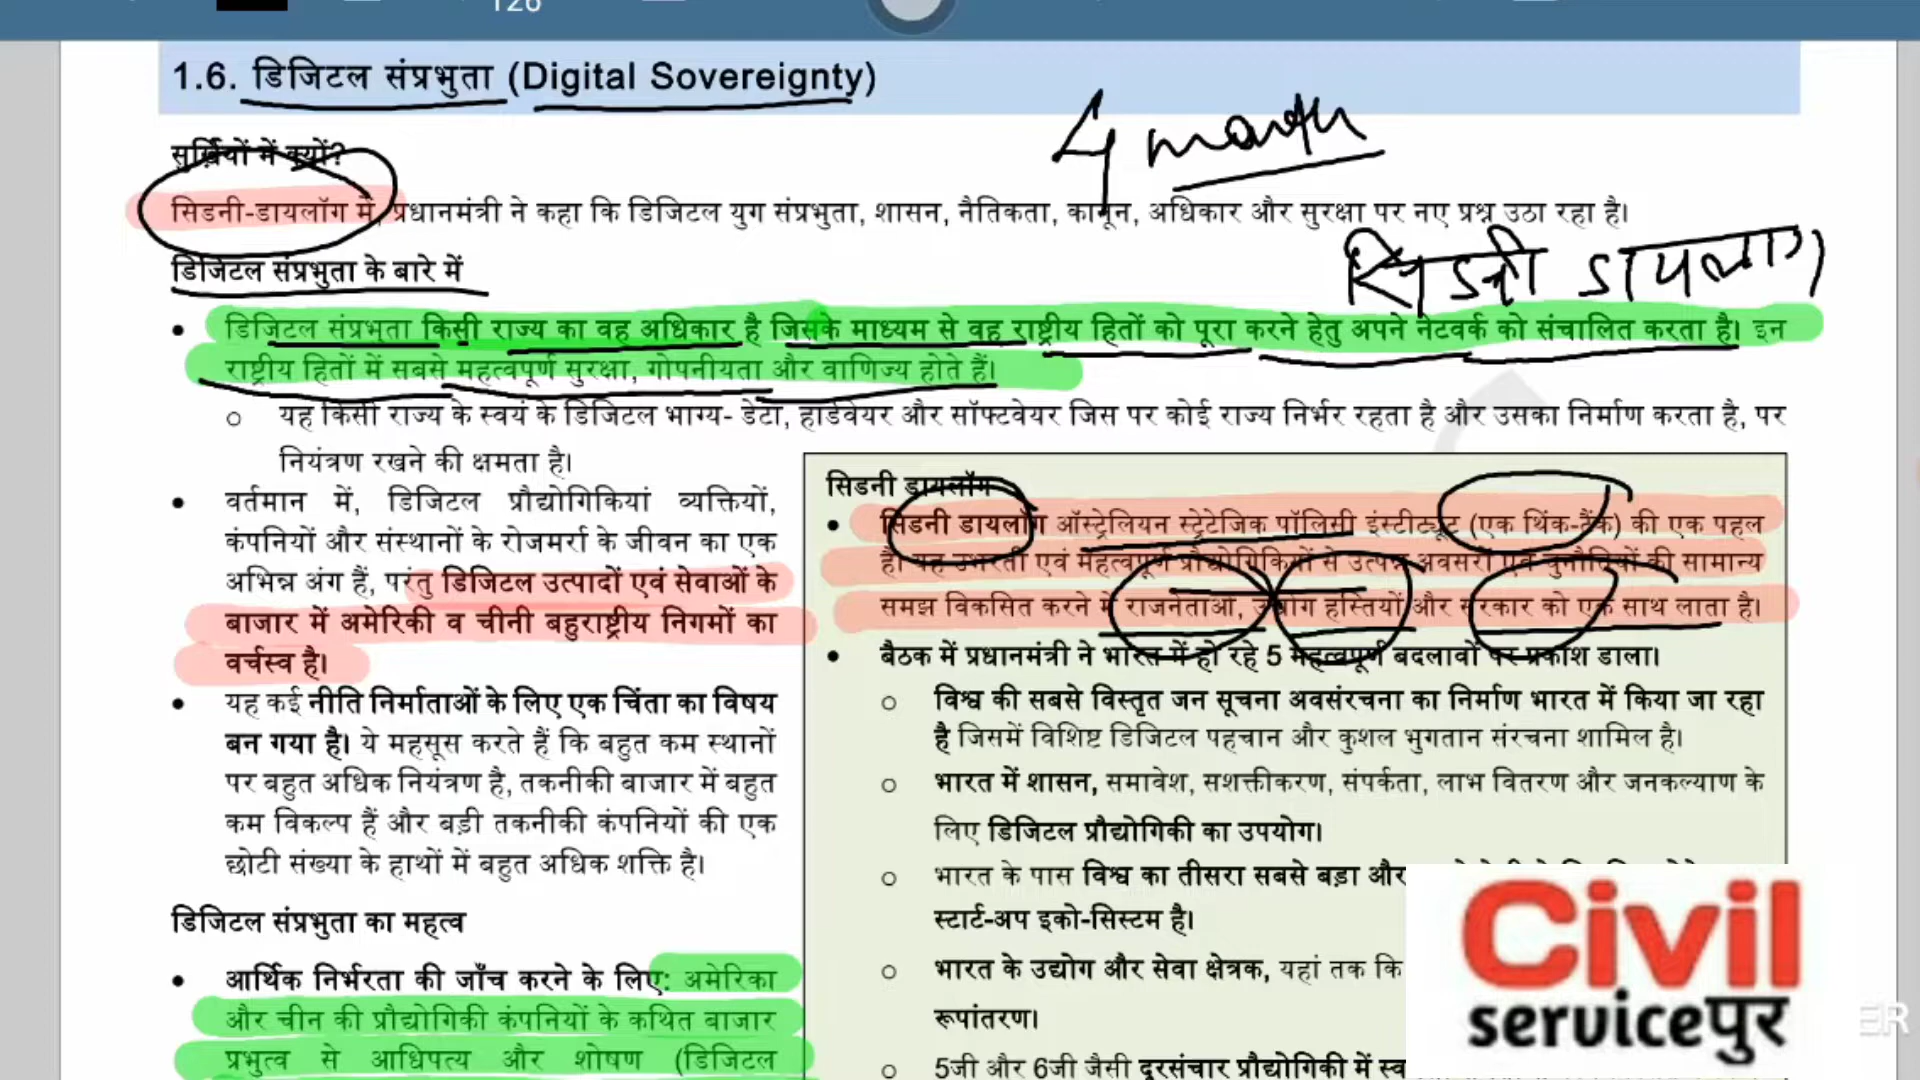 126
1.6. डिजिटल संप्रभुता (Digital Sovereignty)
4 month
सुर्ख़ियों में क्यों?
सिडनी-डायलॉग में, प्रधानमंत्री ने कहा कि डिजिटल युग संप्रभुता, शासन, नैतिकता, कानून, अधिकार और सुरक्षा पर नए प्रश्न उठा रहा है।
सिडनी डायलाग
डिजिटल संप्रभुता के बारे में
• डिजिटल संप्रभुता किसी राज्य का वह अधिकार है जिसके माध्यम से वह राष्ट्रीय हितों को पूरा करने हेतु अपने नेटवर्क को संचालित करता है। इन
राष्ट्रीय हितों में सबसे महत्वपूर्ण सुरक्षा, गोपनीयता और वाणिज्य होते हैं।
o यह किसी राज्य के स्वयं के डिजिटल भाग्य- डेटा, हार्डवेयर और सॉफ्टवेयर जिस पर कोई राज्य निर्भर रहता है और उसका निर्माण करता है, पर
नियंत्रण रखने की क्षमता है।
• वर्तमान में, डिजिटल प्रौद्योगिकियां व्यक्तियों,
कंपनियों और संस्थानों के रोजमर्रा के जीवन का एक
अभिन्न अंग हैं, परंतु डिजिटल उत्पादों एवं सेवाओं के
बाजार में अमेरिकी व चीनी बहुराष्ट्रीय निगमों का
वर्चस्व है।
• यह कई नीति निर्माताओं के लिए एक चिंता का विषय
बन गया है। ये महसूस करते हैं कि बहुत कम स्थानों
पर बहुत अधिक नियंत्रण है, तकनीकी बाजार में बहुत
कम विकल्प हैं और बड़ी तकनीकी कंपनियों की एक
छोटी संख्या के हाथों में बहुत अधिक शक्ति है।
डिजिटल संप्रभुता का महत्व
• आर्थिक निर्भरता की जाँच करने के लिए: अमेरिका
और चीन की प्रौद्योगिकी कंपनियों के कथित बाजार
प्रभुत्व से आधिपत्य और शोषण (डिजिटल
सिडनी डायलॉग
• सिडनी डायलॉग ऑस्ट्रेलियन स्ट्रेटेजिक पॉलिसी इंस्टीट्यूट (एक थिंक-टैंक) की एक पहल
है। यह उभरती एवं महत्वपूर्ण प्रौद्योगिकियों से उत्पन्न अवसरों एवं चुनौतियों की सामान्य
समझ विकसित करने में राजनेताओं, उद्योग हस्तियों और सरकार को एक साथ लाता है।
• बैठक में प्रधानमंत्री ने भारत में हो रहे 5 महत्वपूर्ण बदलावों पर प्रकाश डाला।
o विश्व की सबसे विस्तृत जन सूचना अवसंरचना का निर्माण भारत में किया जा रहा
है जिसमें विशिष्ट डिजिटल पहचान और कुशल भुगतान संरचना शामिल है।
o भारत में शासन, समावेश, सशक्तीकरण, संपर्कता, लाभ वितरण और जनकल्याण के
लिए डिजिटल प्रौद्योगिकी का उपयोग।
o भारत के पास विश्व का तीसरा सबसे बड़ा और
स्टार्ट-अप इको-सिस्टम है।
o भारत के उद्योग और सेवा क्षेत्रक, यहां तक कि
रूपांतरण।
o 5जी और 6जी जैसी दूरसंचार प्रौद्योगिकी में स्व
Civil
serviceपुर
ER